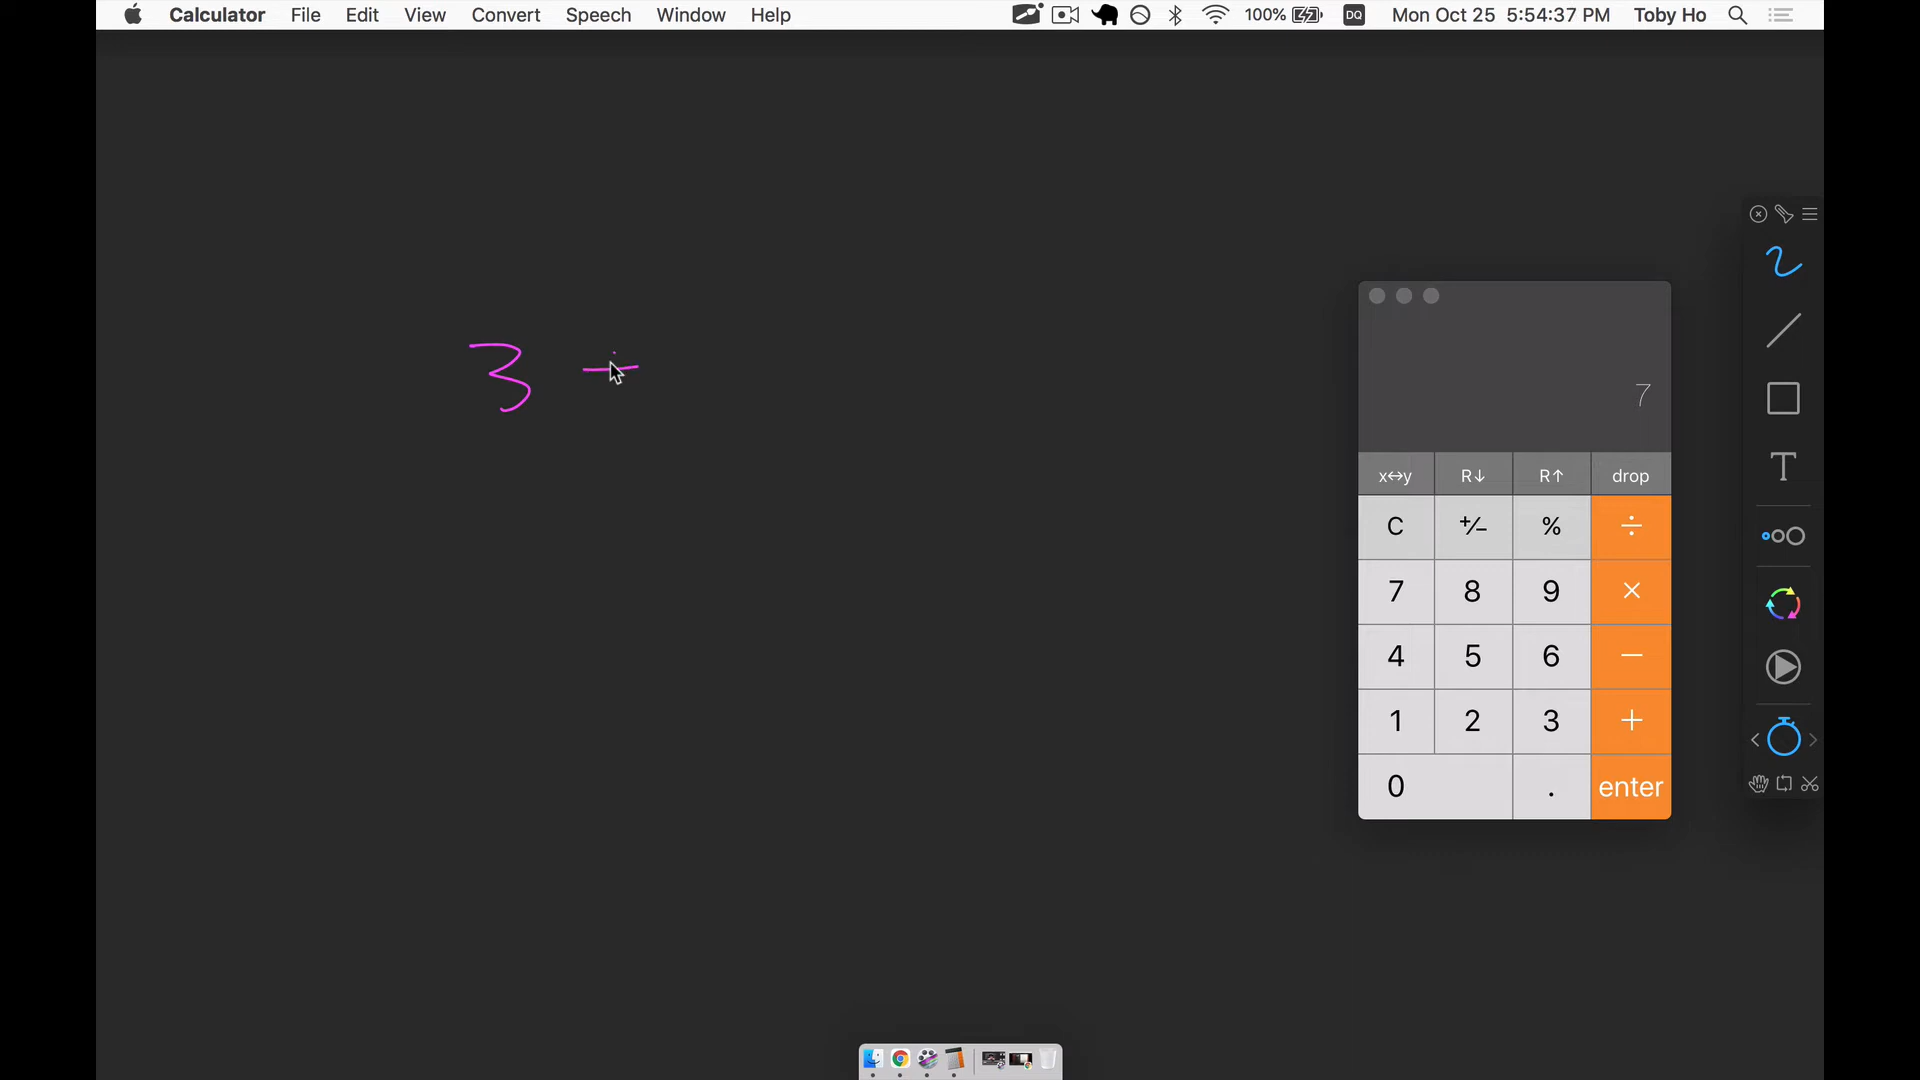 Calculator File Edit View Convert Speech Window Help 100% DQ Mon Oct 25 5:54:37 PM Toby Ho
3 +
7
x↔y R↓ R↑ drop
C +⁄− % ÷
7 8 9 ×
4 5 6 −
1 2 3 +
0 . enter
T